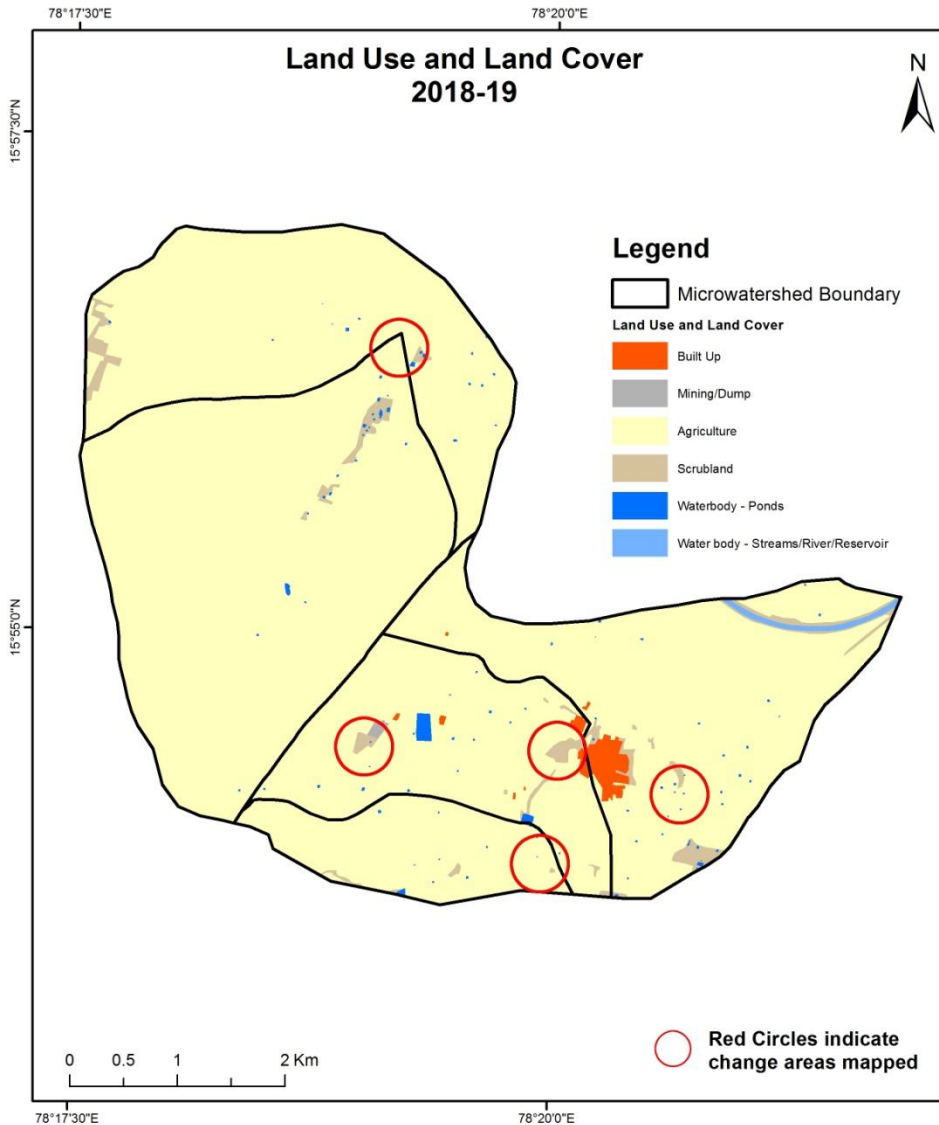 78°17'30"E
78°20'0"E
Land Use and Land Cover
2018-19
N
15°57'30"N
Legend
Microwatershed Boundary
Land Use and Land Cover
Built Up
Mining/Dump
Agriculture
Scrubland
Waterbody - Ponds
Water body - Streams/River/Reservoir
15°55'0"N
Red Circles indicate
change areas mapped
0 0.5 1 2 Km
78°17'30"E
78°20'0"E